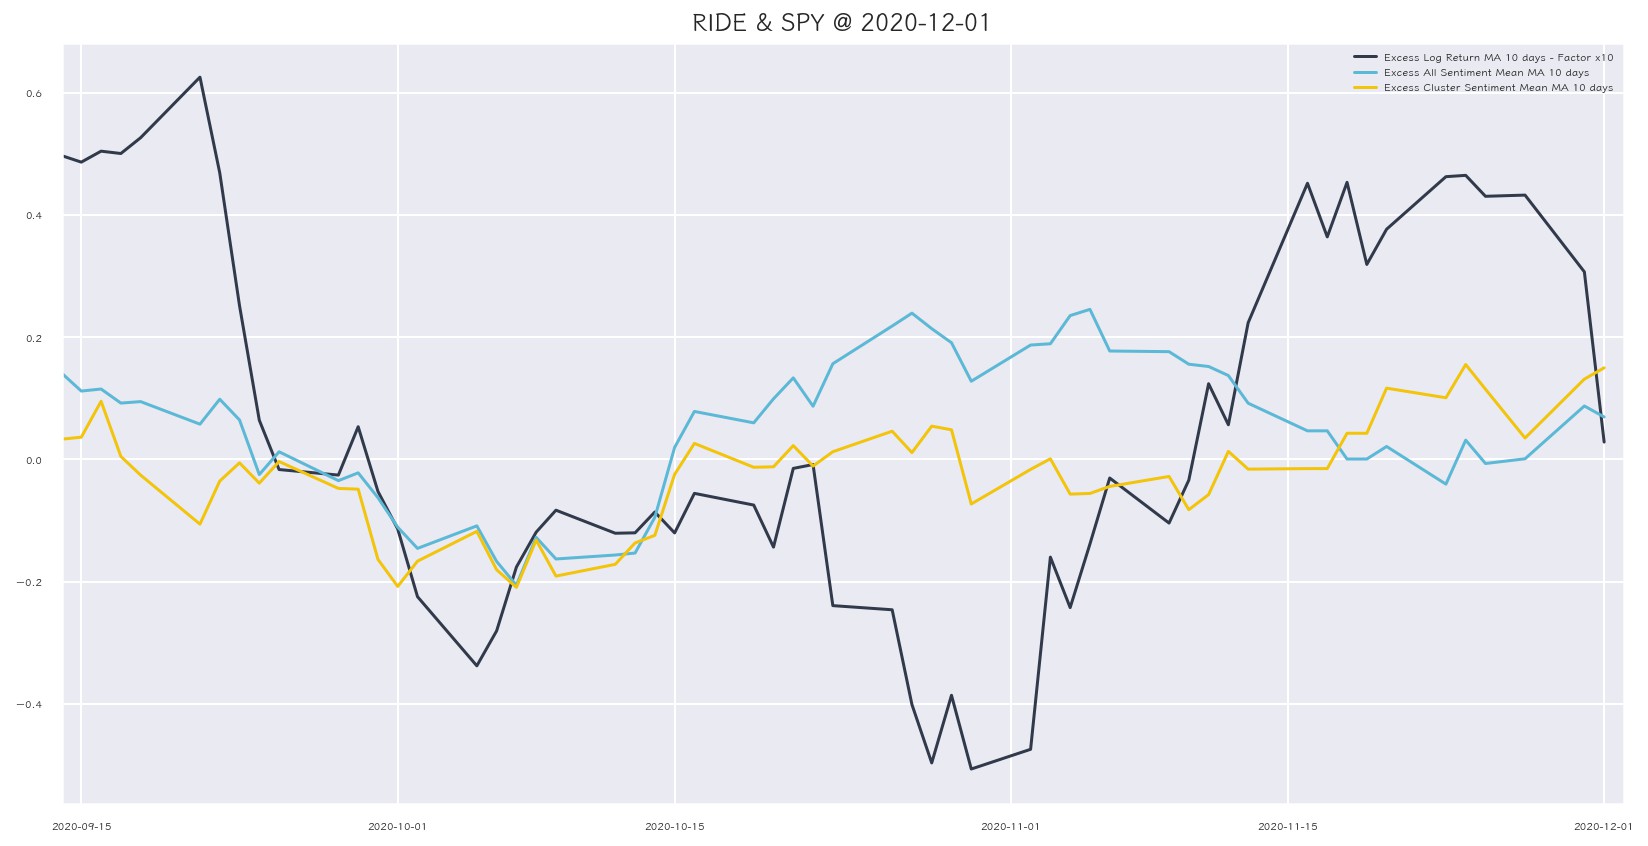 RIDE & SPY @ 2020-12-01
Excess Log Return MA 10 days - Factor x10
Excess All Sentiment Mean MA 10 days
Excess Cluster Sentiment Mean MA 10 days
0.6
0.4
0.2
0.0
−0.2
−0.4
2020-09-15 2020-10-01 2020-10-15 2020-11-01 2020-11-15 2020-12-01